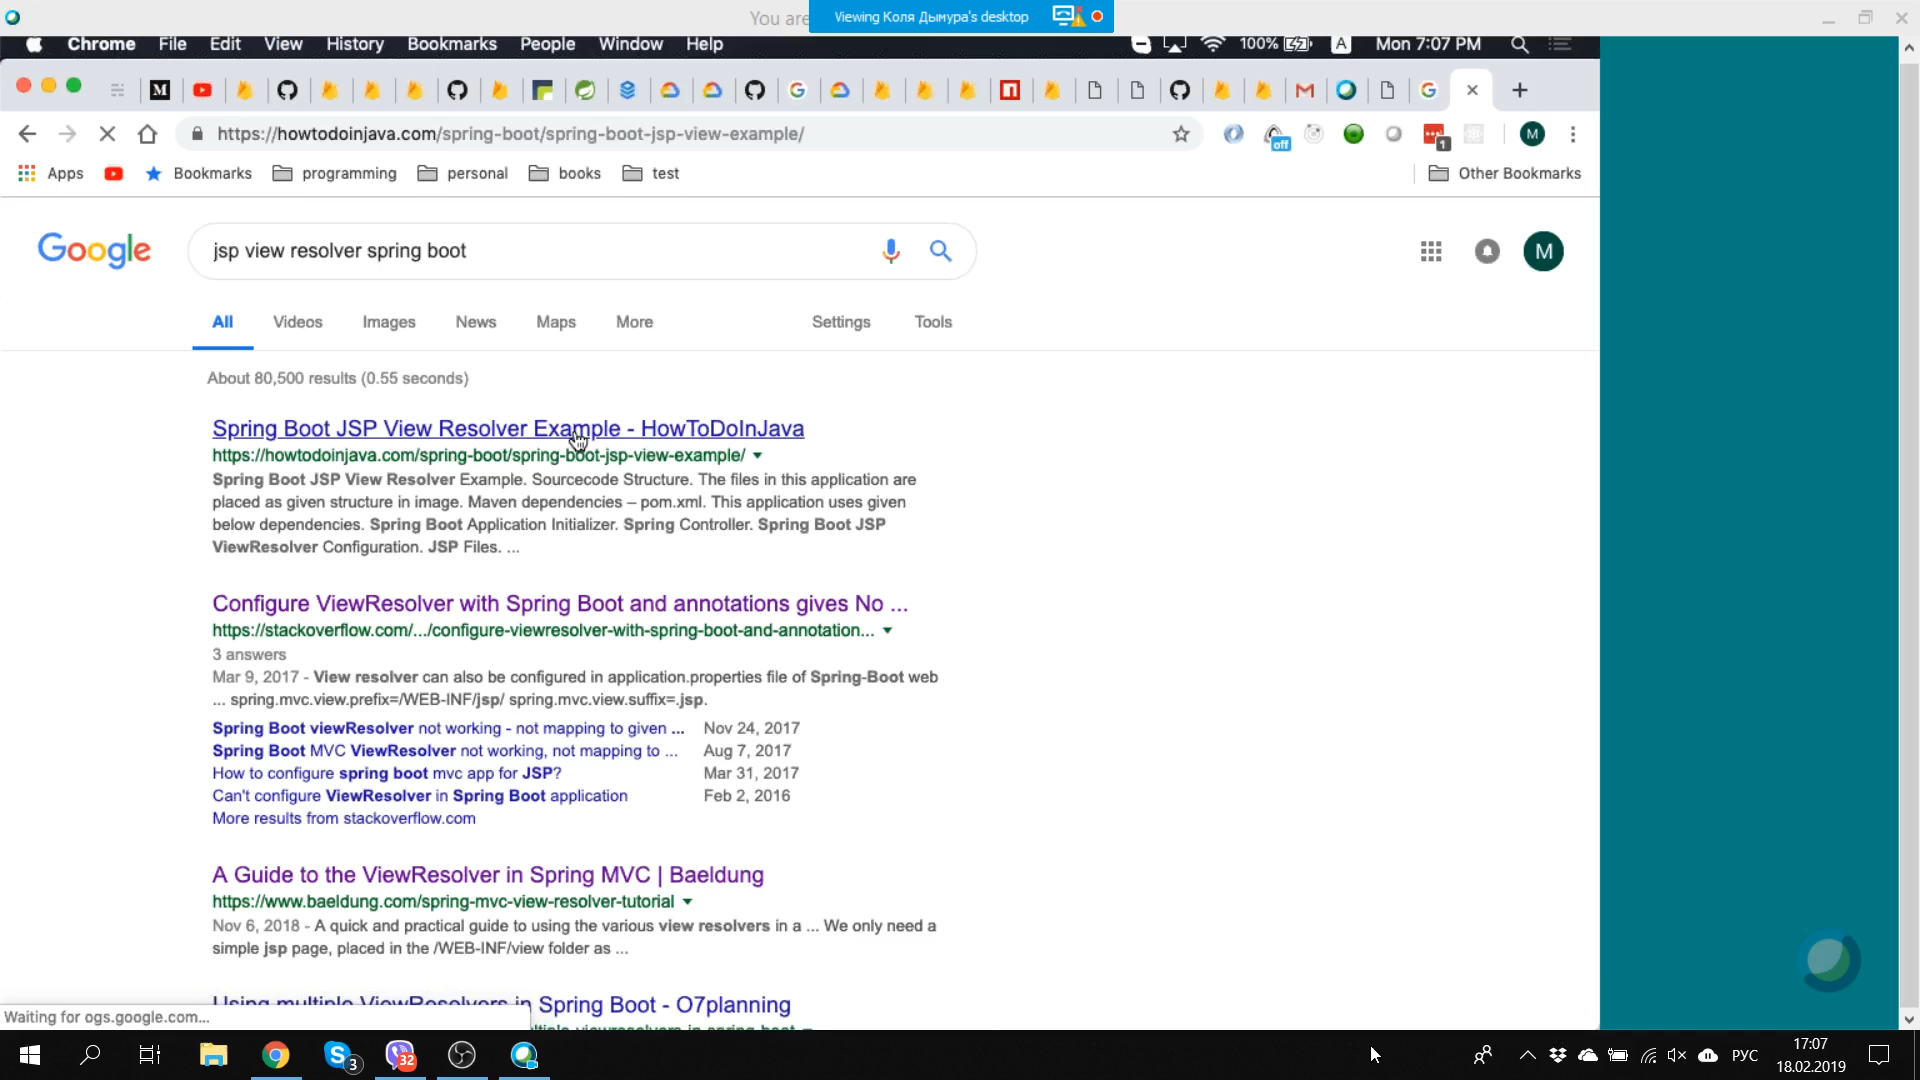 You are
Viewing Коля Дымура's desktop
Chrome File Edit View History Bookmarks People Window Help
100%
A
Mon 7:07 PM
https://howtodoinjava.com/spring-boot/spring-boot-jsp-view-example/
off
1
M
Apps
Bookmarks
programming
personal
books
test
Other Bookmarks
Google
jsp view resolver spring boot
M
All Videos Images News Maps More Settings Tools
About 80,500 results (0.55 seconds)
Spring Boot JSP View Resolver Example - HowToDoInJava
https://howtodoinjava.com/spring-boot/spring-boot-jsp-view-example/
Spring Boot JSP View Resolver Example. Sourcecode Structure. The files in this application are
placed as given structure in image. Maven dependencies – pom.xml. This application uses given
below dependencies. Spring Boot Application Initializer. Spring Controller. Spring Boot JSP
ViewResolver Configuration. JSP Files. ...
Configure ViewResolver with Spring Boot and annotations gives No ...
https://stackoverflow.com/.../configure-viewresolver-with-spring-boot-and-annotation...
3 answers
Mar 9, 2017 - View resolver can also be configured in application.properties file of Spring-Boot web
... spring.mvc.view.prefix=/WEB-INF/jsp/ spring.mvc.view.suffix=.jsp.
Spring Boot viewResolver not working - not mapping to given ... Nov 24, 2017
Spring Boot MVC ViewResolver not working, not mapping to ... Aug 7, 2017
How to configure spring boot mvc app for JSP? Mar 31, 2017
Can't configure ViewResolver in Spring Boot application Feb 2, 2016
More results from stackoverflow.com
A Guide to the ViewResolver in Spring MVC | Baeldung
https://www.baeldung.com/spring-mvc-view-resolver-tutorial
Nov 6, 2018 - A quick and practical guide to using the various view resolvers in a ... We only need a
simple jsp page, placed in the /WEB-INF/view folder as ...
Using multiple ViewResolvers in Spring Boot - O7planning
Waiting for ogs.google.com...
3
32
РУС
17:07
18.02.2019